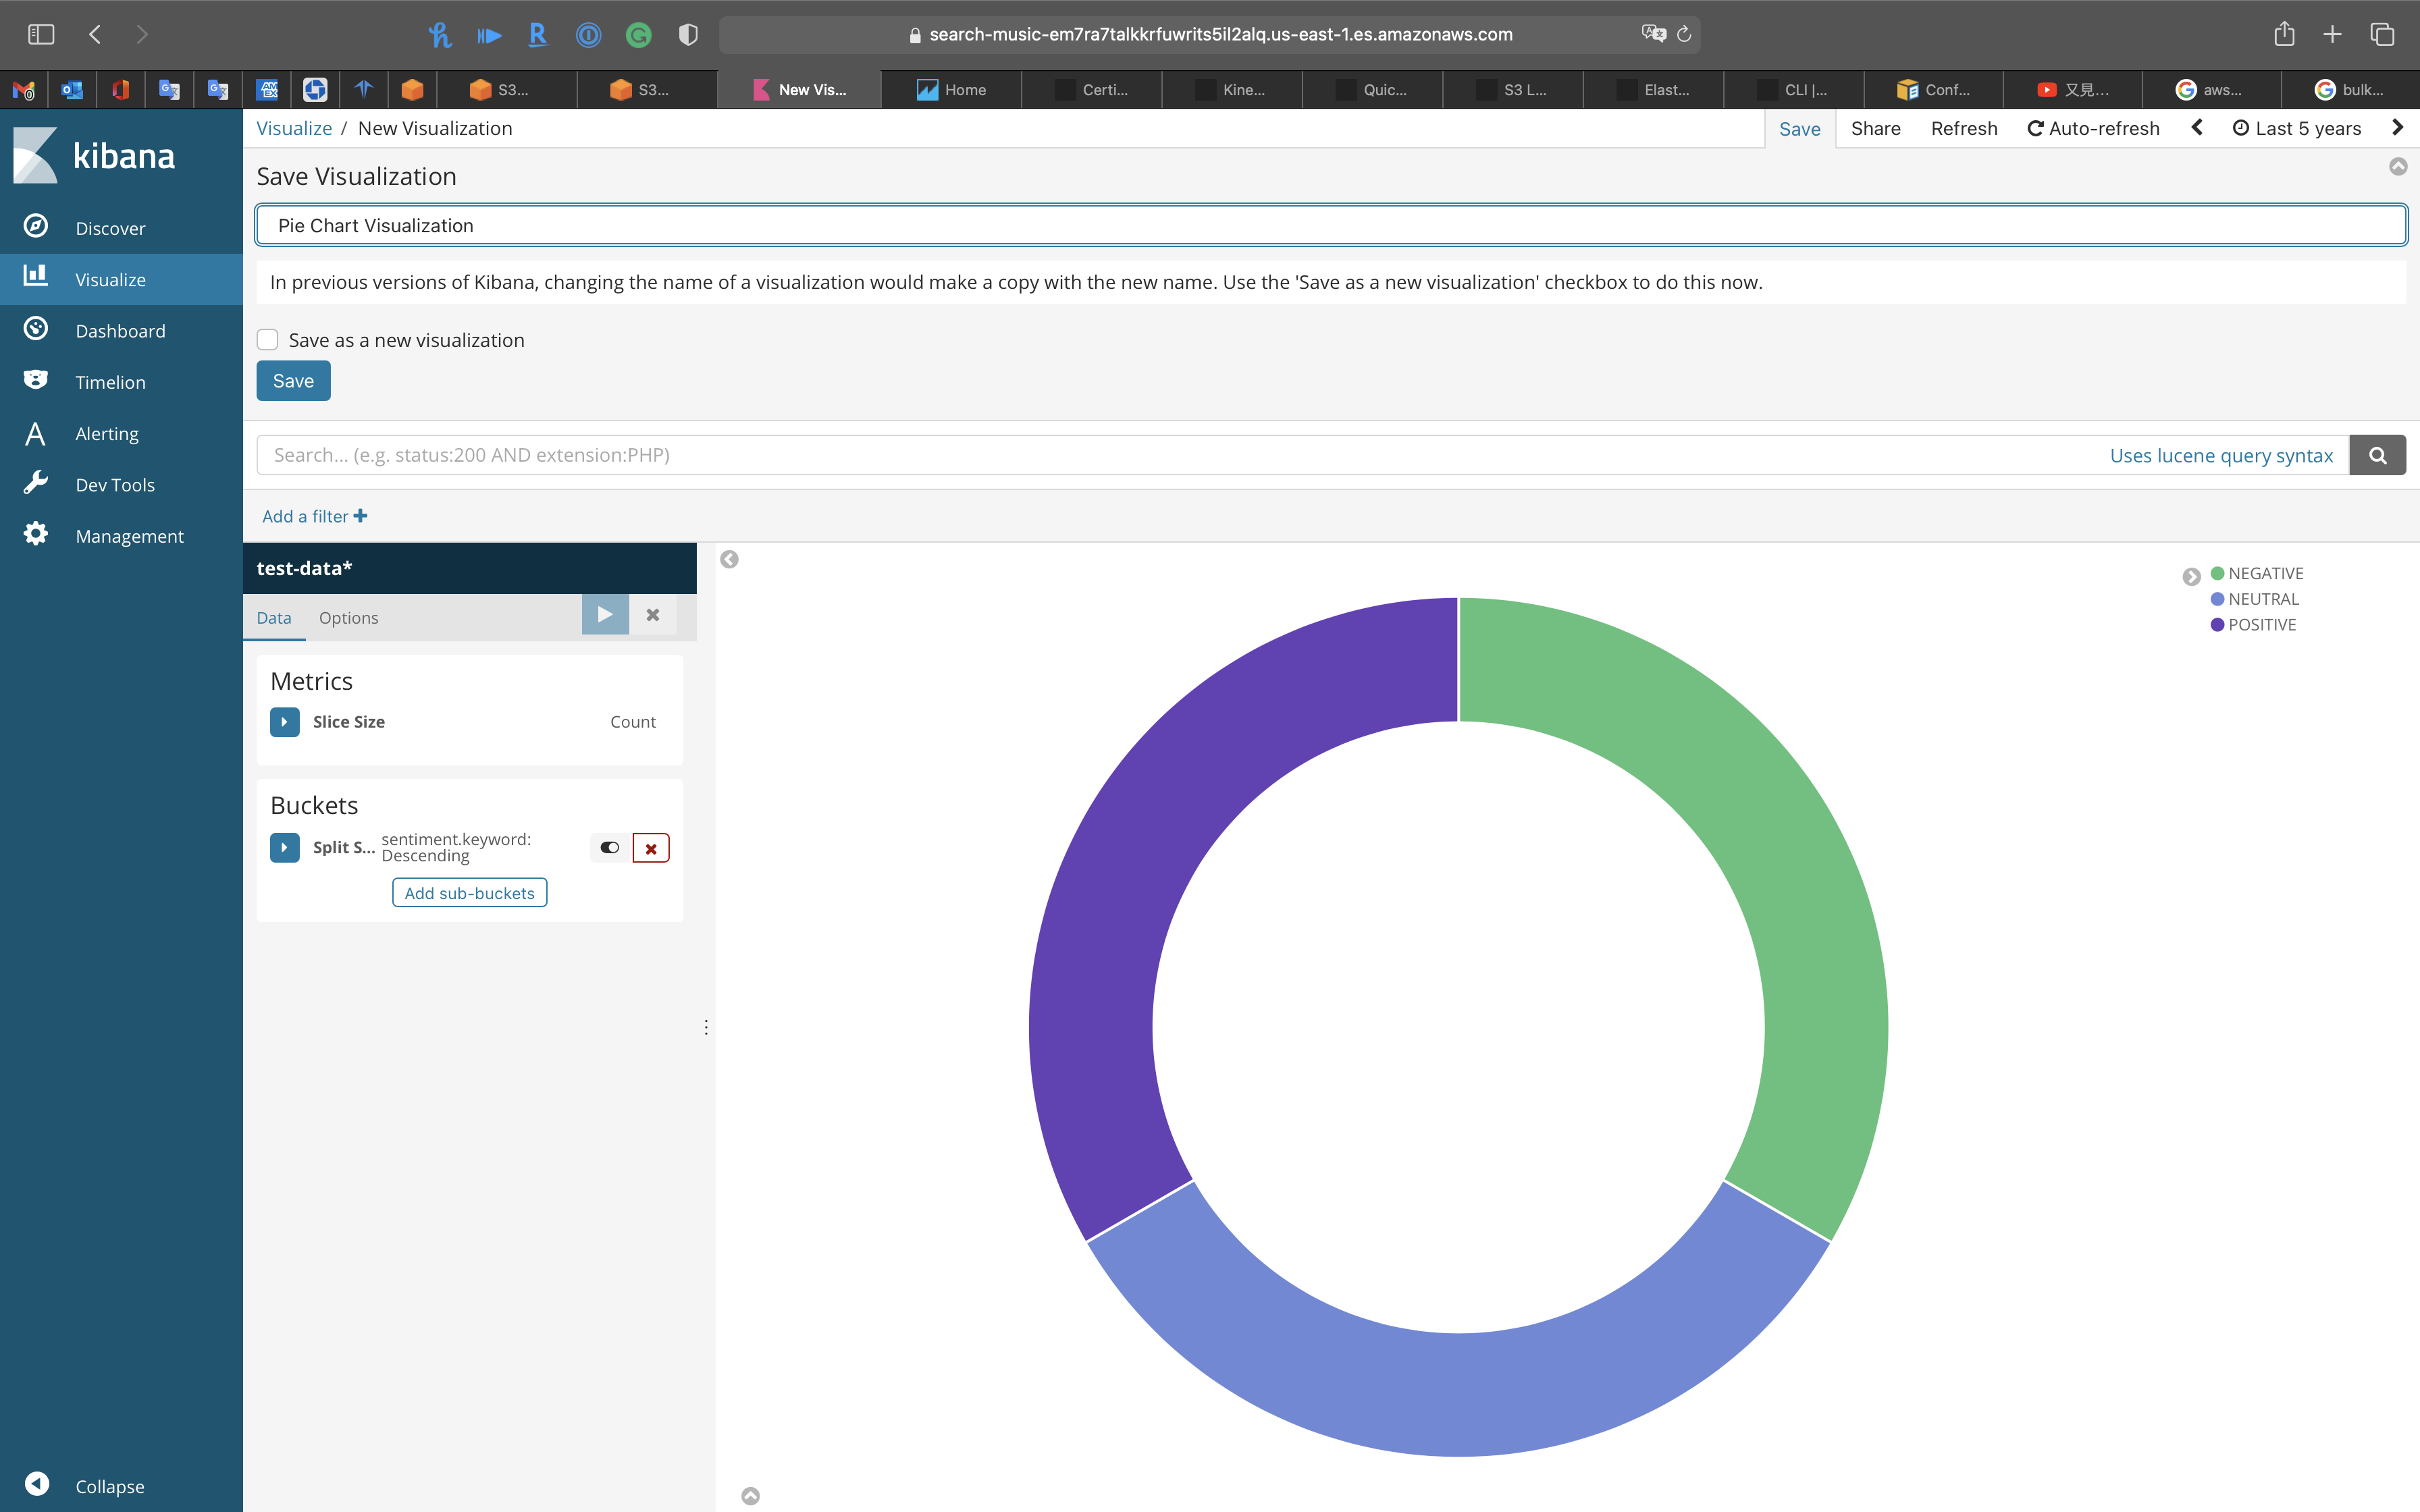 search-music-em7ra7talkkrfuwrits5il2alq.us-east-1.es.amazonaws.com
S3...
S3...
New Vis...
Home
Certi...
Kine...
Quic...
S3 L...
Elast...
CLI |...
Conf...
又見...
aws...
bulk...
kibana
Discover
Visualize
Dashboard
Timelion
Alerting
Dev Tools
Management
Collapse
Visualize / New Visualization
Save Share Refresh Auto-refresh Last 5 years
Save Visualization
Pie Chart Visualization
In previous versions of Kibana, changing the name of a visualization would make a copy with the new name. Use the 'Save as a new visualization' checkbox to do this now.
Save as a new visualization
Save
Search... (e.g. status:200 AND extension:PHP)
Uses lucene query syntax
Add a filter
test-data*
Data Options
Metrics
Slice Size Count
Buckets
Split S... sentiment.keyword:
Descending
Add sub-buckets
NEGATIVE
NEUTRAL
POSITIVE